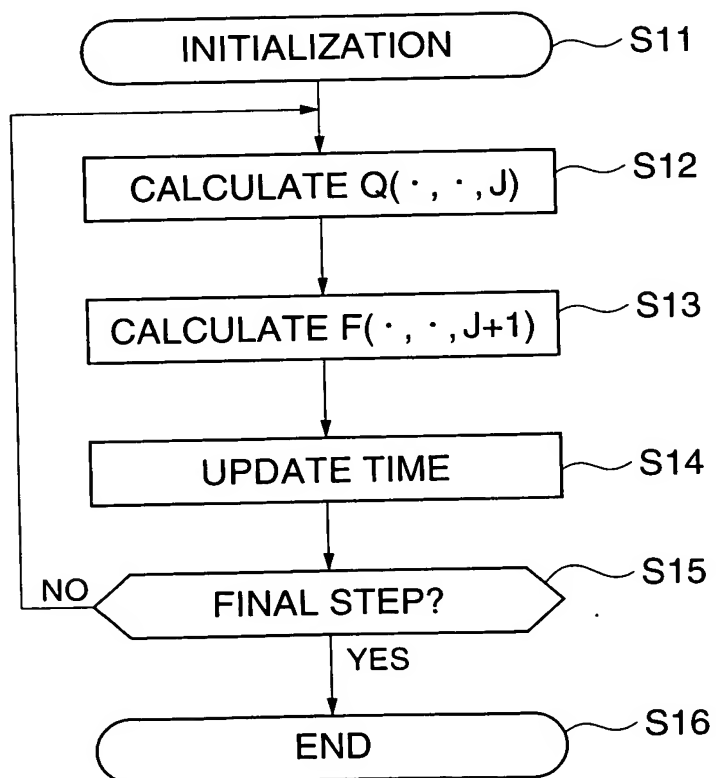 INITIALIZATION S11
CALCULATE Q(·, ·, J) S12
CALCULATE F(·, ·, J+1) S13
UPDATE TIME S14
FINAL STEP? S15
NO
YES
END S16